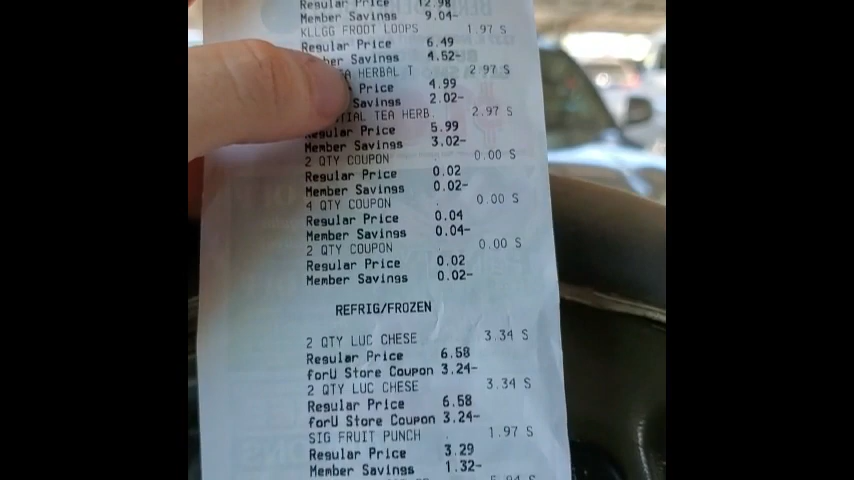 Regular Price 12.98
Member Savings 9.04-
KLLGG FROOT LOOPS 1.97 S
Regular Price 6.49
ber Savings 4.52-
EA HERBAL T 2.97 S
Price 4.99
Savings 2.02-
NTIAL TEA HERB. 2.97 S
Regular Price 5.99
Member Savings 3.02-
2 QTY COUPON 0.00 S
Regular Price 0.02
Member Savings 0.02-
4 QTY COUPON 0.00 S
Regular Price 0.04
Member Savings 0.04-
2 QTY COUPON 0.00 S
Regular Price 0.02
Member Savings 0.02-
REFRIG/FROZEN
2 QTY LUC CHESE 3.34 S
Regular Price 6.58
forU Store Coupon 3.24-
2 QTY LUC CHESE 3.34 S
Regular Price 6.58
forU Store Coupon 3.24-
SIG FRUIT PUNCH 1.97 S
Regular Price 3.29
Member Savings 1.32-